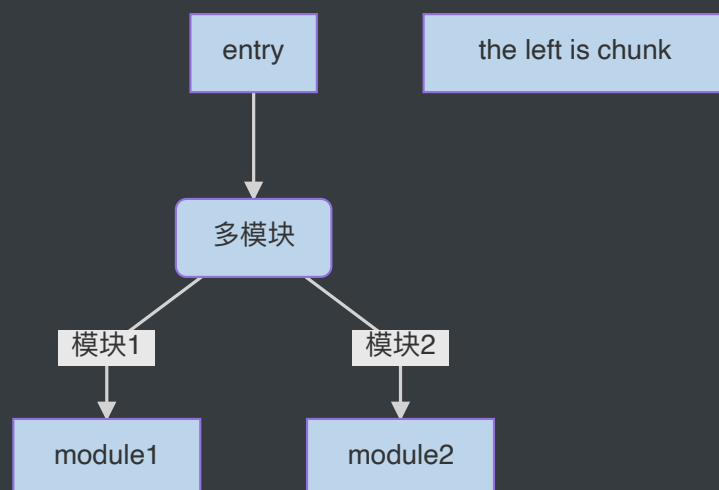 entry
the left is chunk
多模块
模块1
模块2
module1
module2